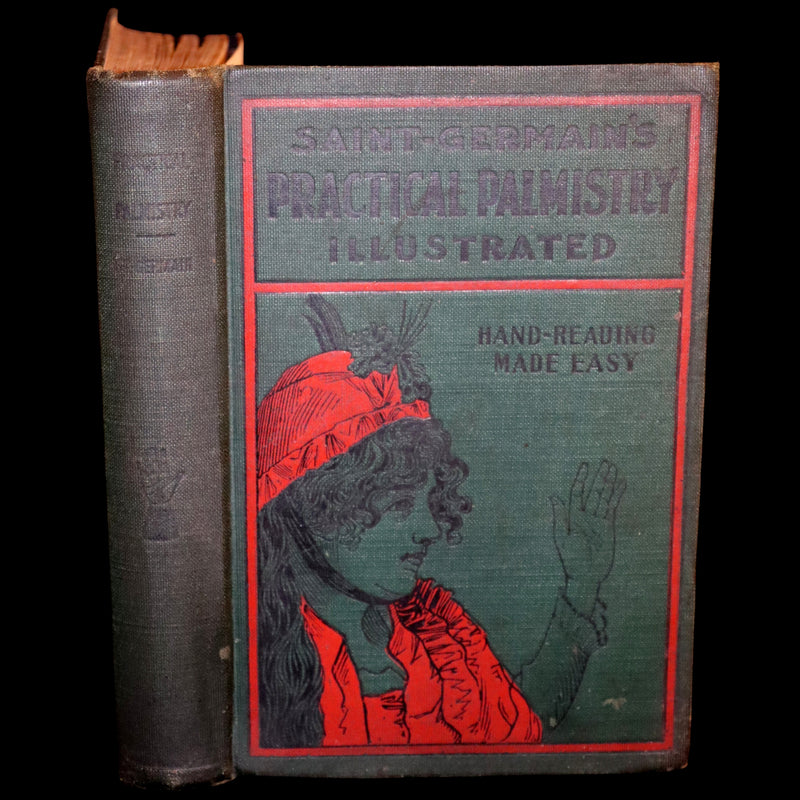 PRACTICAL
PALMISTRY
ST. GERMAIN
SAINT-GERMAIN'S
PRACTICAL PALMISTRY
ILLUSTRATED
HAND-READING
MADE EASY